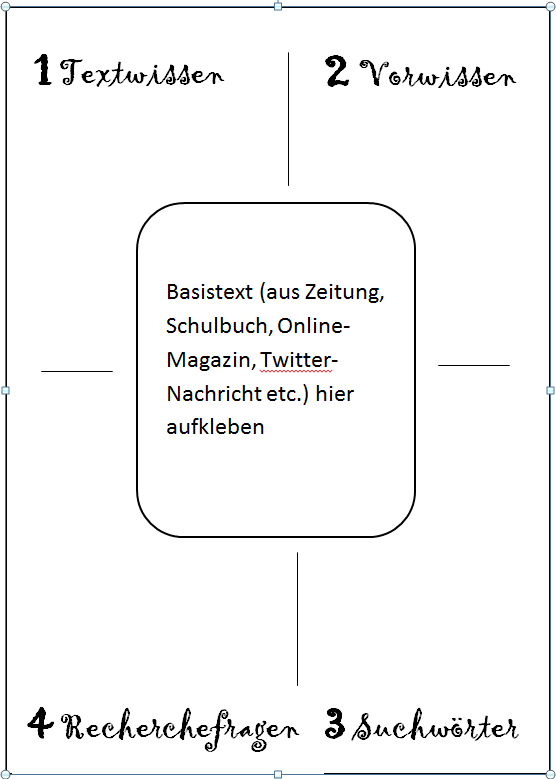 1 Textwissen
2 Vorwissen
Basistext (aus Zeitung,
Schulbuch, Online-
Magazin, Twitter-
Nachricht etc.) hier
aufkleben
4 Recherchefragen
3 Suchwörter